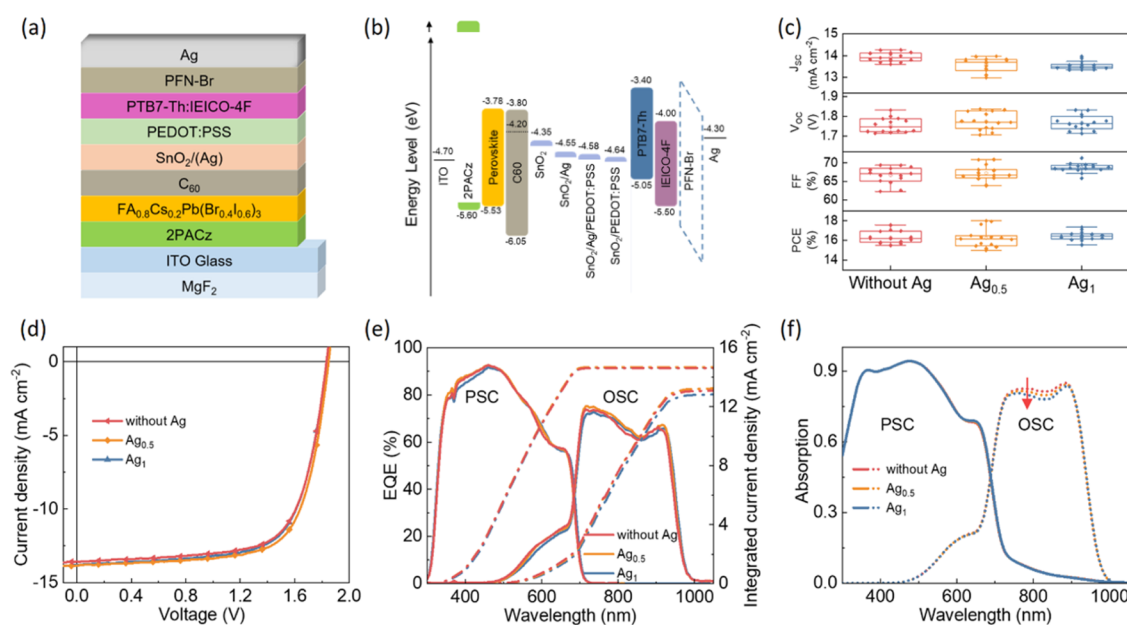 (a)
Ag
PFN-Br
PTB7-Th:IEICO-4F
PEDOT:PSS
SnO₂/(Ag)
C₆₀
FA₀.₈Cs₀.₂Pb(Br₀.₄I₀.₆)₃
2PACz
ITO Glass
MgF₂
(b)
Energy Level (eV)
-4.70
ITO
2PACz
-5.60
-3.78
Perovskite
-5.53
-3.80
-4.20
C60
-6.05
-4.35
SnO₂
-4.55
SnO₂/Ag
-4.58
SnO₂/Ag/PEDOT:PSS
-4.64
SnO₂/PEDOT:PSS
-3.40
PTB7-Th
-5.05
-4.00
IEICO-4F
-5.50
PFN-Br
-4.30
Ag
(c)
J_SC
(mA cm⁻²)
15
14
13
V_OC
(V)
1.9
1.8
1.7
FF
(%)
70
65
60
PCE
(%)
18
16
14
Without Ag
Ag₀.₅
Ag₁
(d)
Current density (mA cm⁻²)
0
-5
-10
-15
without Ag
Ag₀.₅
Ag₁
0.0 0.4 0.8 1.2 1.6 2.0
Voltage (V)
(e)
EQE (%)
100
80
60
40
20
0
PSC
OSC
without Ag
Ag₀.₅
Ag₁
16
14
12
10
8
6
4
2
0
Integrated current density (mA cm⁻²)
400 600 800 1000
Wavelength (nm)
(f)
Absorption
0.9
0.6
0.3
0.0
PSC
OSC
without Ag
Ag₀.₅
Ag₁
400 600 800 1000
Wavelength (nm)